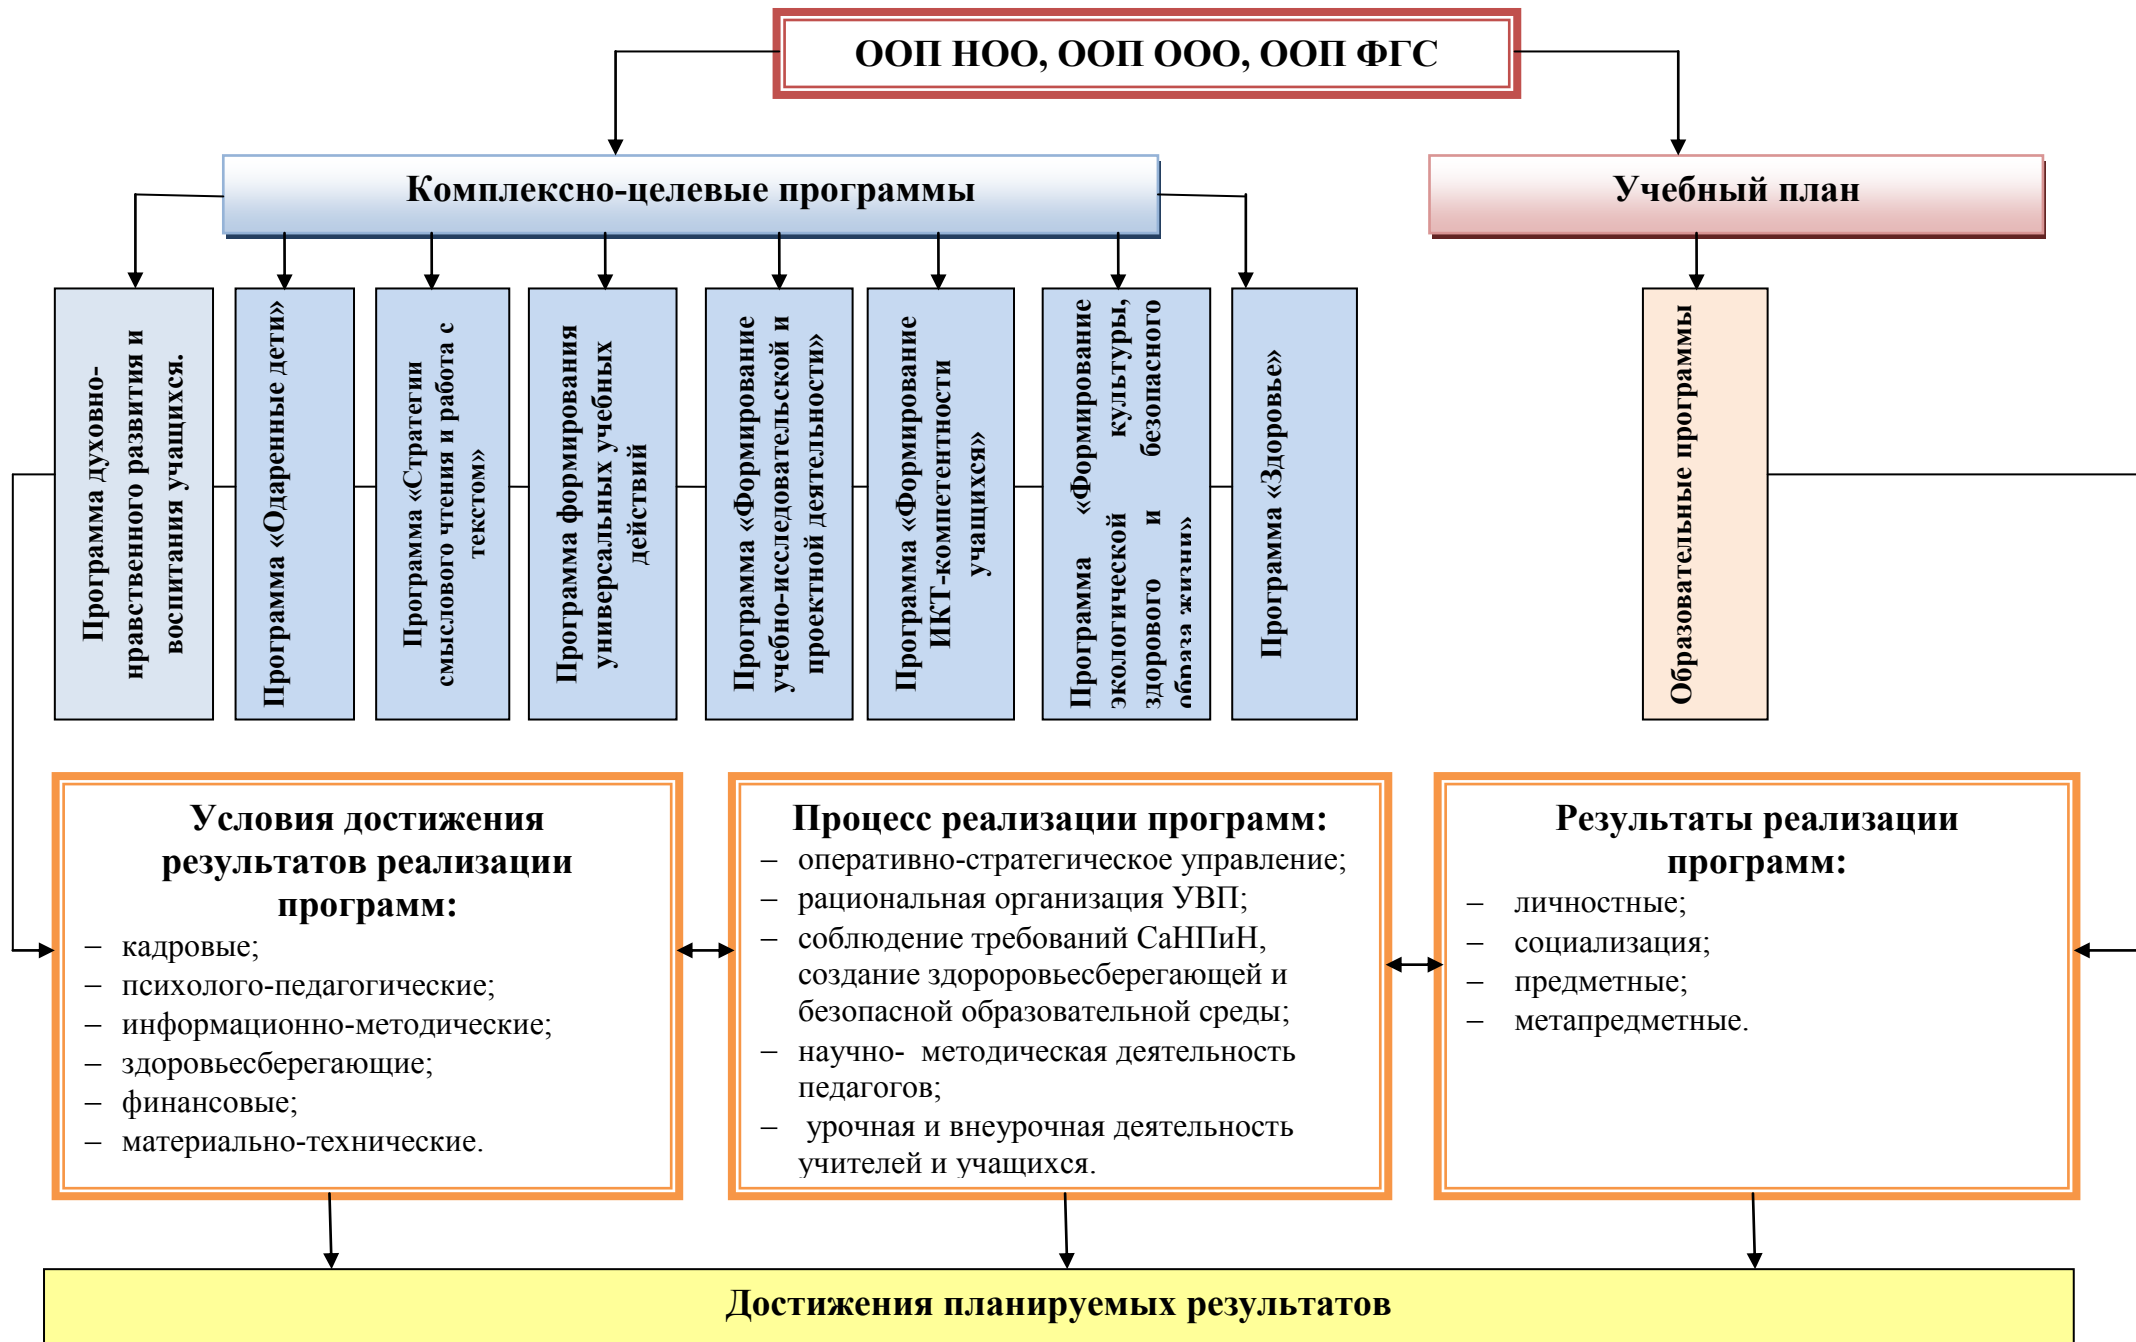 ООП НОО, ООП ООО, ООП ФГС
Комплексно-целевые программы
Учебный план
Программа духовно-
нравственного развития и
воспитания учащихся.
Программа «Одаренные дети»
Программа «Стратегии
смыслового чтения и работа с
текстом»
Программа формирования
универсальных учебных
действий
Программа «Формирование
учебно-исследовательской и
проектной деятельности»
Программа «Формирование
ИКТ-компетентности
учащихся»
Программа «Формирование
экологической культуры,
здорового и безопасного
образа жизни»
Программа «Здоровье»
Образовательные программы
Условия достижения
результатов реализации
программ:
– кадровые;
– психолого-педагогические;
– информационно-методические;
– здоровьесберегающие;
– финансовые;
– материально-технические.
Процесс реализации программ:
– оперативно-стратегическое управление;
– рациональная организация УВП;
– соблюдение требований СаНПиН,
создание здороровьесберегающей и
безопасной образовательной среды;
– научно- методическая деятельность
педагогов;
– урочная и внеурочная деятельность
учителей и учащихся.
Результаты реализации
программ:
– личностные;
– социализация;
– предметные;
– метапредметные.
Достижения планируемых результатов